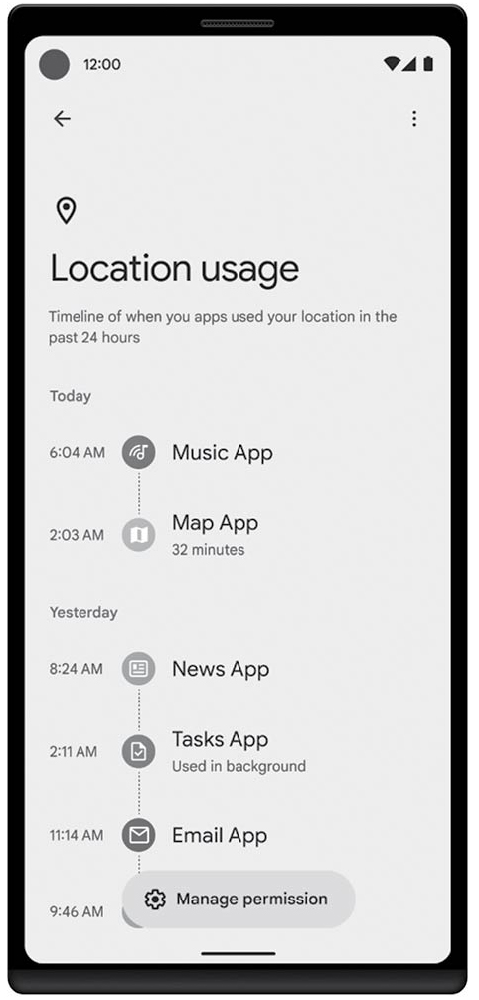 12:00
Location usage
Timeline of when you apps used your location in the
past 24 hours
Today
6:04 AM Music App
2:03 AM Map App
32 minutes
Yesterday
8:24 AM News App
2:11 AM Tasks App
Used in background
11:14 AM Email App
9:46 AM Manage permission